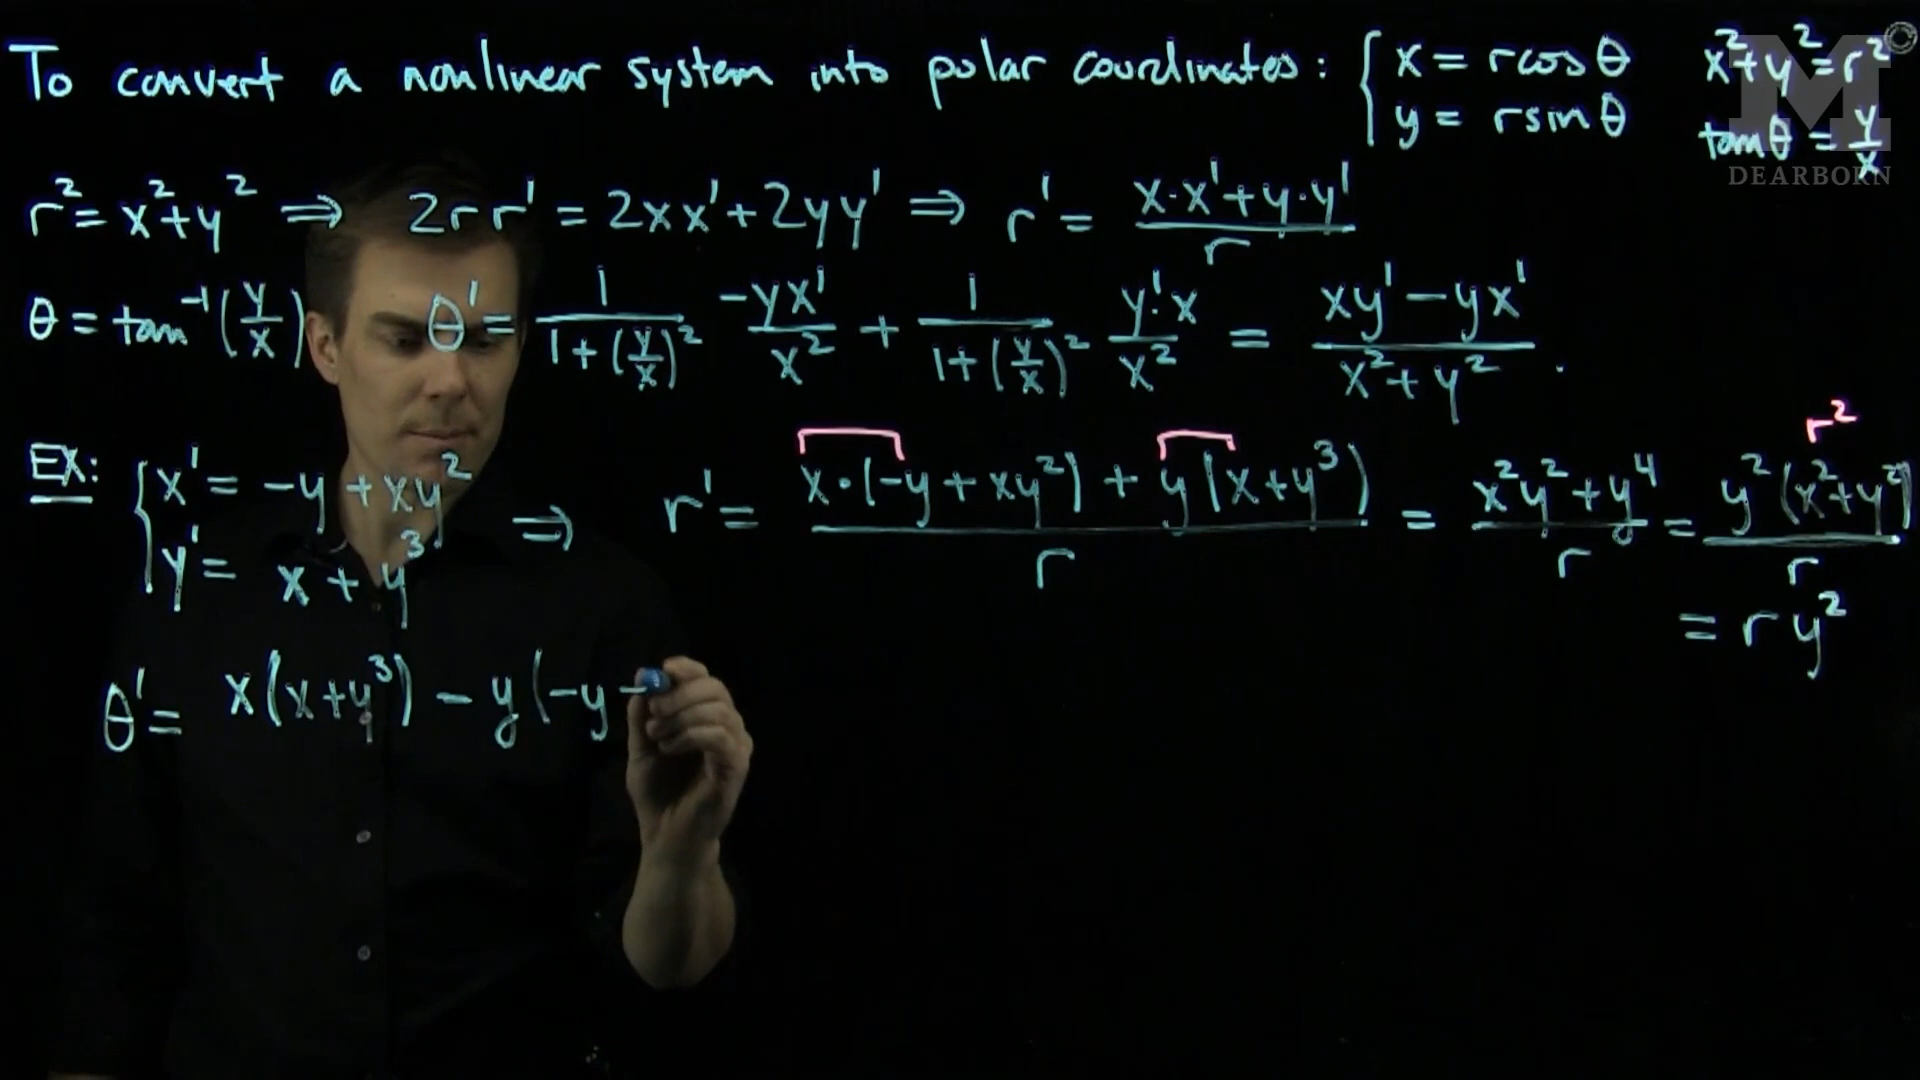 To convert a nonlinear system into polar coordinates: { x = r cos θ   x² + y² = r²
y = r sin θ   tan θ = y/x
DEARBORN
r² = x² + y² ⇒ 2rr' = 2xx' + 2yy' ⇒ r' = (x·x' + y·y')/r
θ = tan⁻¹(y/x)   θ' = 1/(1+(y/x)²) -yx'/x² + 1/(1+(y/x)²) y'·x/x² = (xy' - yx')/(x² + y²).
r²
EX: { x' = -y + xy²
y' = x + y³ ⇒ r' = (x·(-y + xy²) + y(x + y³))/r = (x²y² + y⁴)/r = y²(x² + y²)/r
= ry²
θ' = x(x + y³) - y(-y -